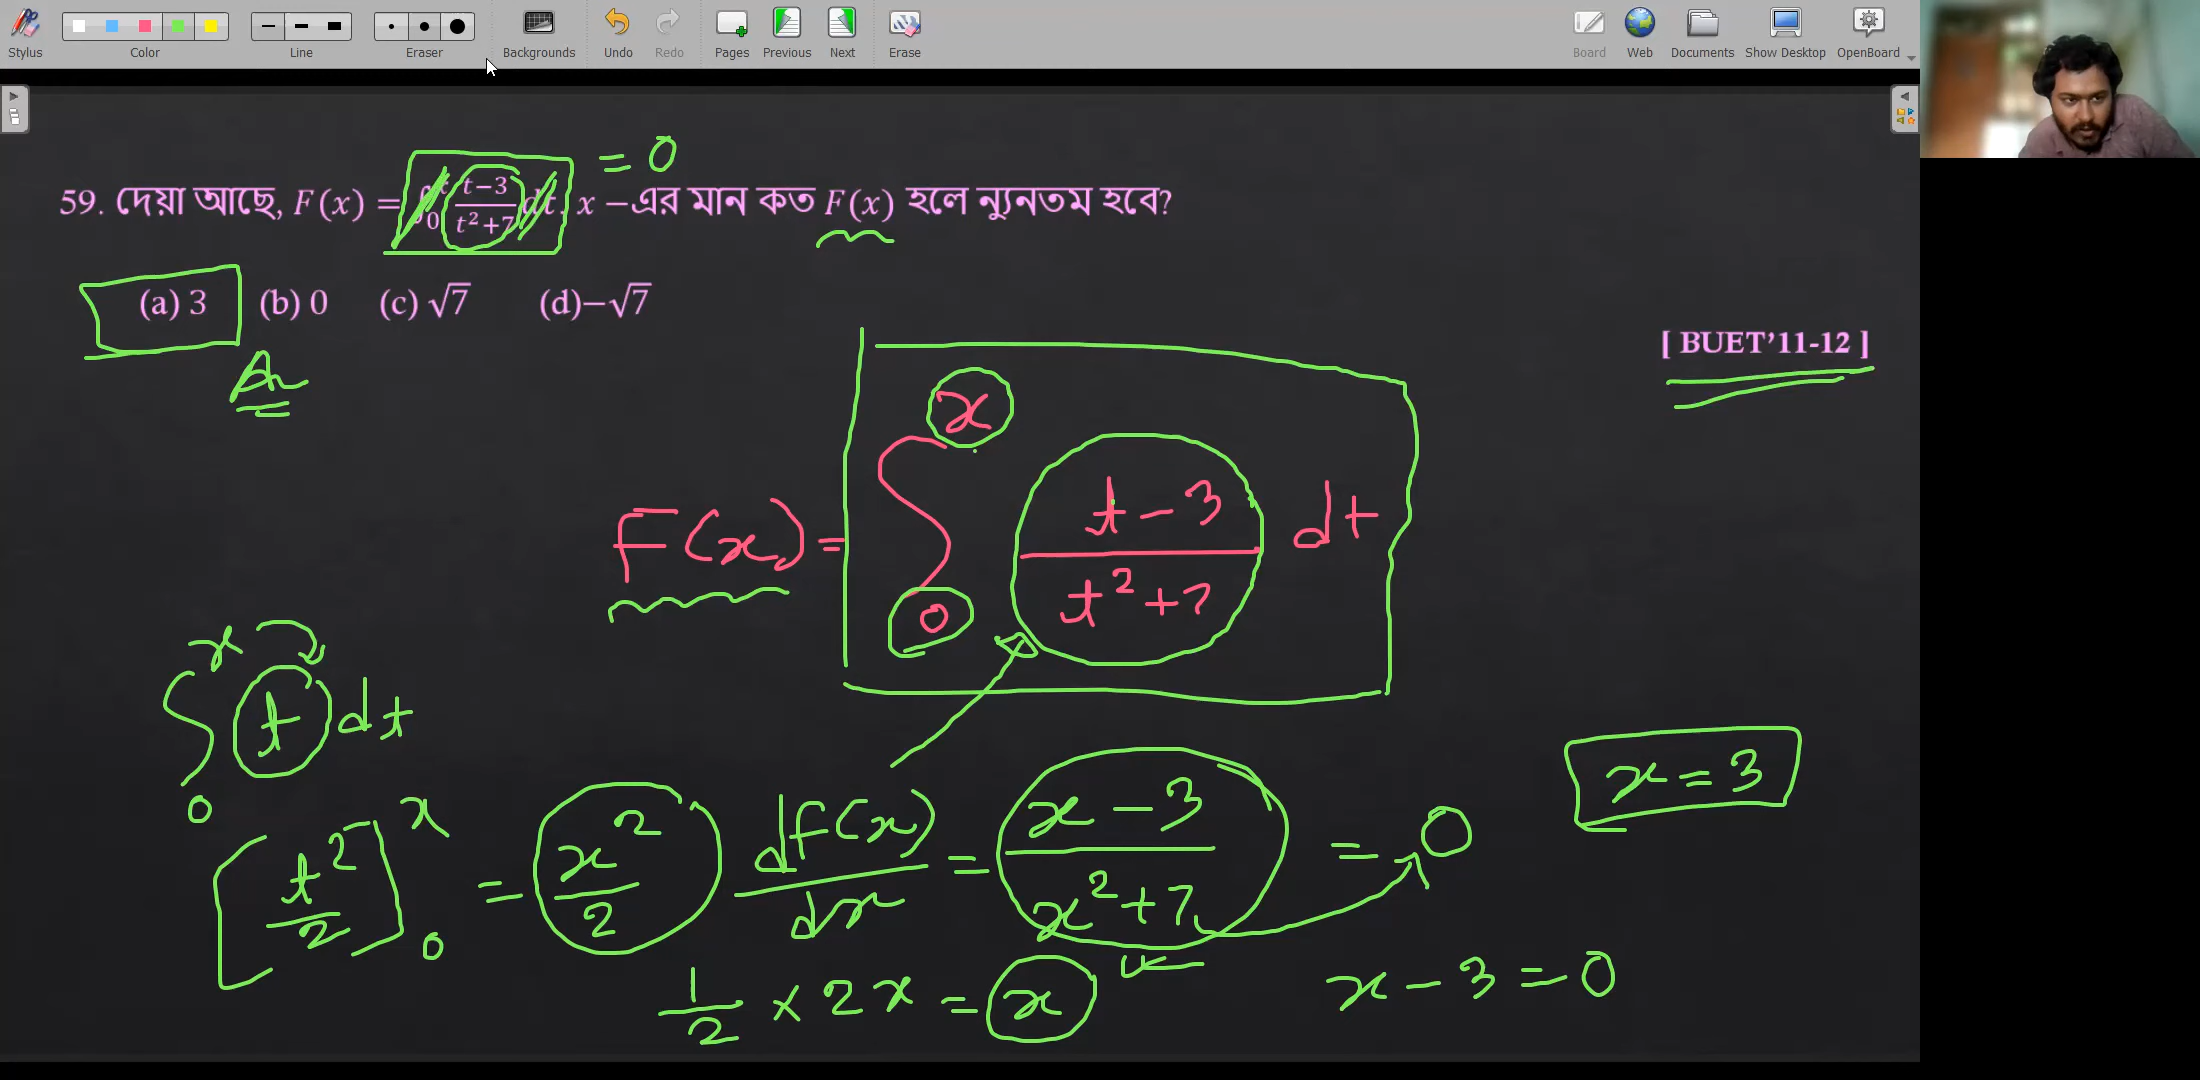 Stylus Color Line Eraser Backgrounds Undo Redo Pages Previous Next Erase Board Web Documents Show Desktop OpenBoard
= 0
59. দেয়া আছে, F(x) = ∫₀ˣ (t−3)/(t²+7) dt. x −এর মান কত F(x) হলে ন্যুনতম হবে?
(a) 3 (b) 0 (c) √7 (d)−√7
[ BUET’11-12 ]
F(x) = ∫₀ˣ (t−3)/(t²+7) dt
∫₀ˣ t dt
[t²/2]₀ˣ = x²/2
dF(x)/dx = (x−3)/(x²+7) = 0
x = 3
1/2 × 2x = x
x − 3 = 0